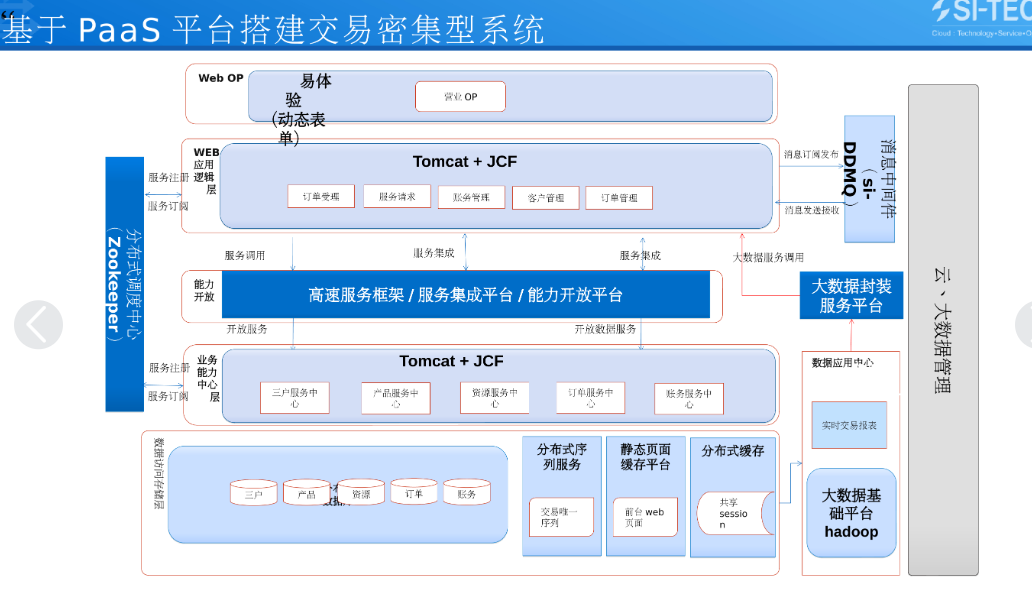 “基于 PaaS 平台搭建交易密集型系统
SI-TEC
Cloud · Technology+Service+O
Web OP
易体
验
（动态表
单）
营业 OP
WEB
应用
逻辑
层
Tomcat + JCF
订单受理
服务请求
账务管理
客户管理
订单管理
服务注册
服务订阅
消息订阅发布
消息发送接收
消息中间件
（si-
DDMQ）
分布式调度中心
（Zookeeper）
服务调用
服务集成
服务集成
大数据服务调用
能力
开放
高速服务框架 / 服务集成平台 / 能力开放平台
大数据封装
服务平台
云、大数据管理
开放服务
开放数据服务
业务
能力
中心
层
Tomcat + JCF
三户服务中
心
产品服务中
心
资源服务中
心
订单服务中
心
账务服务中
心
服务注册
服务订阅
数据应用中心
实时交易报表
大数据基
础平台
hadoop
数据访问存储层
三户
产品
资源
订单
账务
分布式序
列服务
交易唯一
序列
静态页面
缓存平台
前台 web
页面
分布式缓存
共享
sessio
n